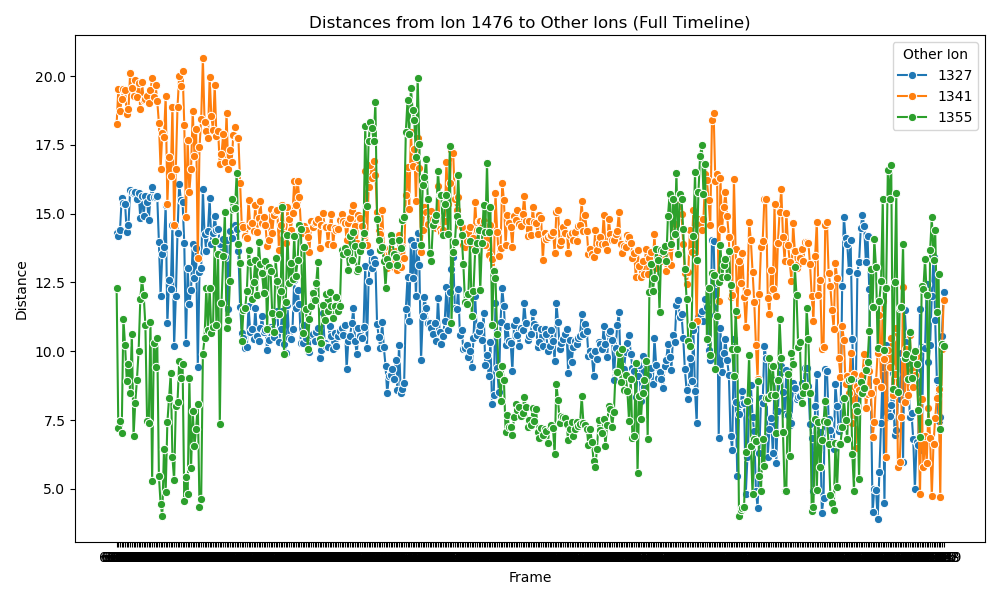 Distances from Ion 1476 to Other Ions (Full Timeline)
Other Ion
1327
1341
1355
20.0
17.5
15.0
12.5
10.0
7.5
5.0
Distance
Frame